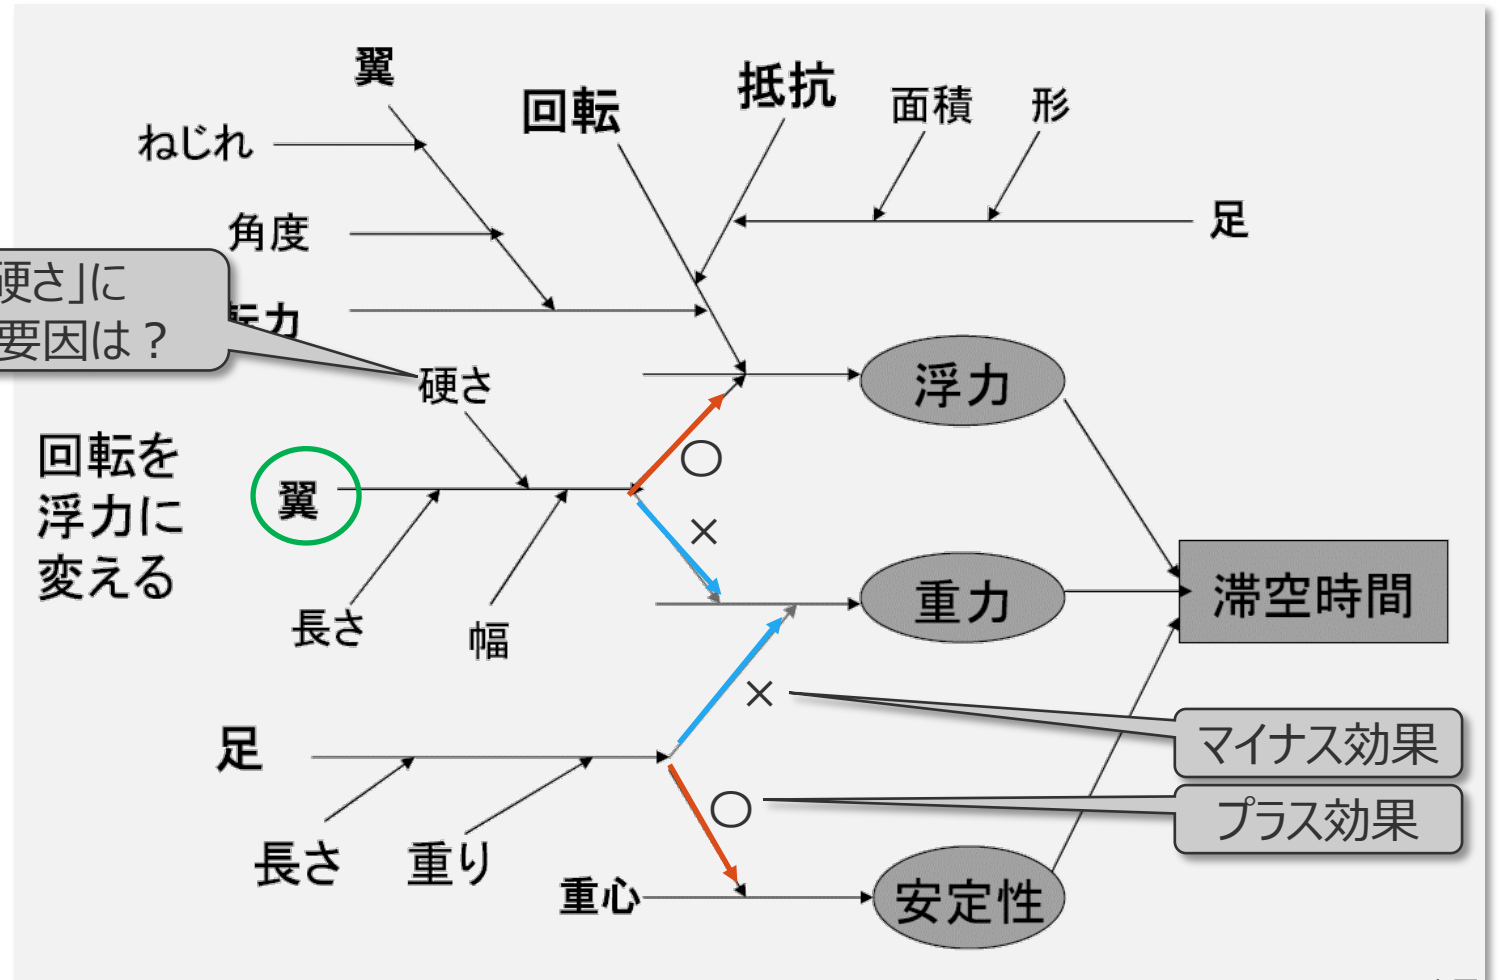 翼
ねじれ
回転
抵抗
面積
形
角度
足
硬さ」に
要因は？
転力
硬さ
浮力
回転を
浮力に
変える
翼
○
×
長さ
幅
重力
滞空時間
足
×
マイナス効果
○
プラス効果
長さ
重り
重心
安定性